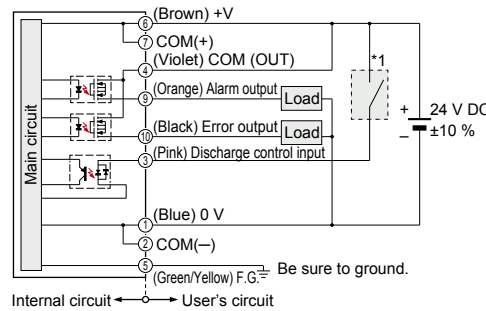 (Brown) +V
6
7 COM(+)
(Violet) COM (OUT)
4
*1
(Orange) Alarm output
9
Load
+ 24 V DC
– ±10 %
(Black) Error output
10
Load
(Pink) Discharge control input
3
Main circuit
(Blue) 0 V
1
2 COM(—)
5
(Green/Yellow) F.G.
Be sure to ground.
Internal circuit
User's circuit